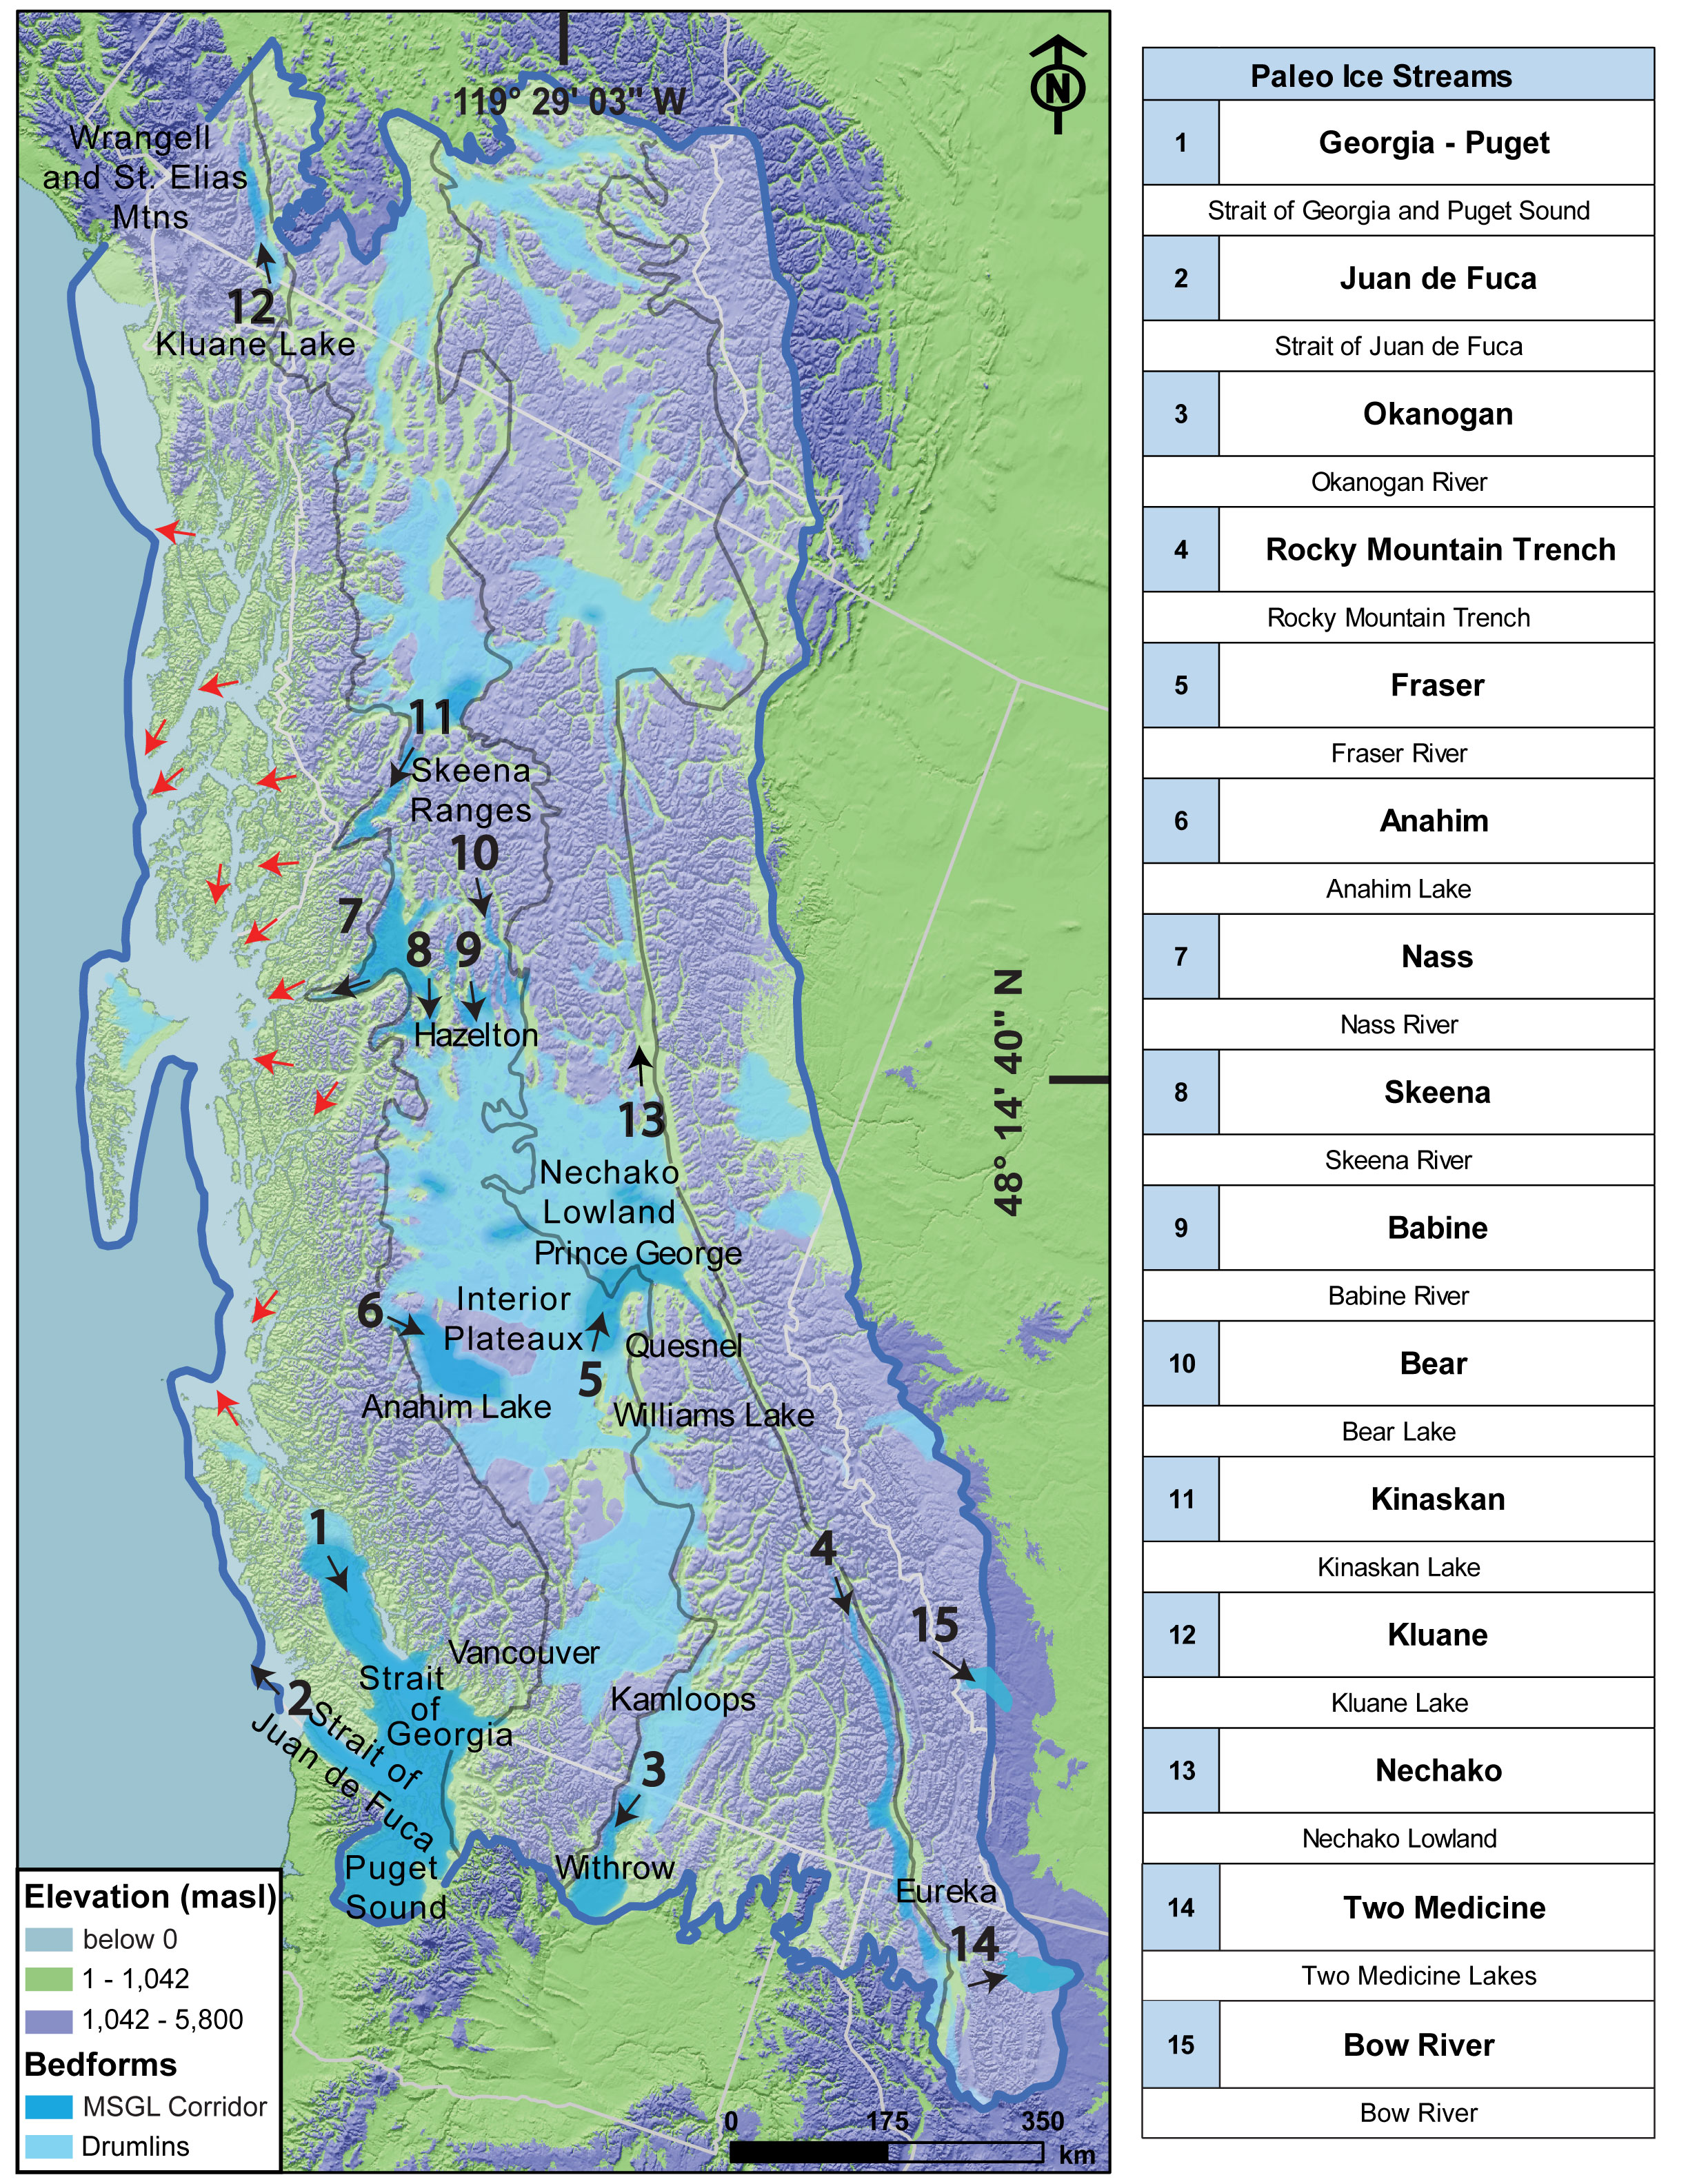 119° 29' 03" W
N
Wrangell
and St. Elias
Mtns
12
Kluane Lake
11
Skeena
Ranges
10
7
8
9
Hazelton
48° 14' 40" N
13
Nechako
Lowland
Prince George
6
Interior
Plateaux
5
Quesnel
Anahim Lake
Williams Lake
1
4
15
Vancouver
Strait
of
Georgia
2
Kamloops
Strait of
Juan de Fuca
3
Puget
Sound
Withrow
Eureka
14
Elevation (masl)
below 0
1 - 1,042
1,042 - 5,800
Bedforms
MSGL Corridor
Drumlins
0 175 350
km
Paleo Ice Streams
1 Georgia - Puget
Strait of Georgia and Puget Sound
2 Juan de Fuca
Strait of Juan de Fuca
3 Okanogan
Okanogan River
4 Rocky Mountain Trench
Rocky Mountain Trench
5 Fraser
Fraser River
6 Anahim
Anahim Lake
7 Nass
Nass River
8 Skeena
Skeena River
9 Babine
Babine River
10 Bear
Bear Lake
11 Kinaskan
Kinaskan Lake
12 Kluane
Kluane Lake
13 Nechako
Nechako Lowland
14 Two Medicine
Two Medicine Lakes
15 Bow River
Bow River